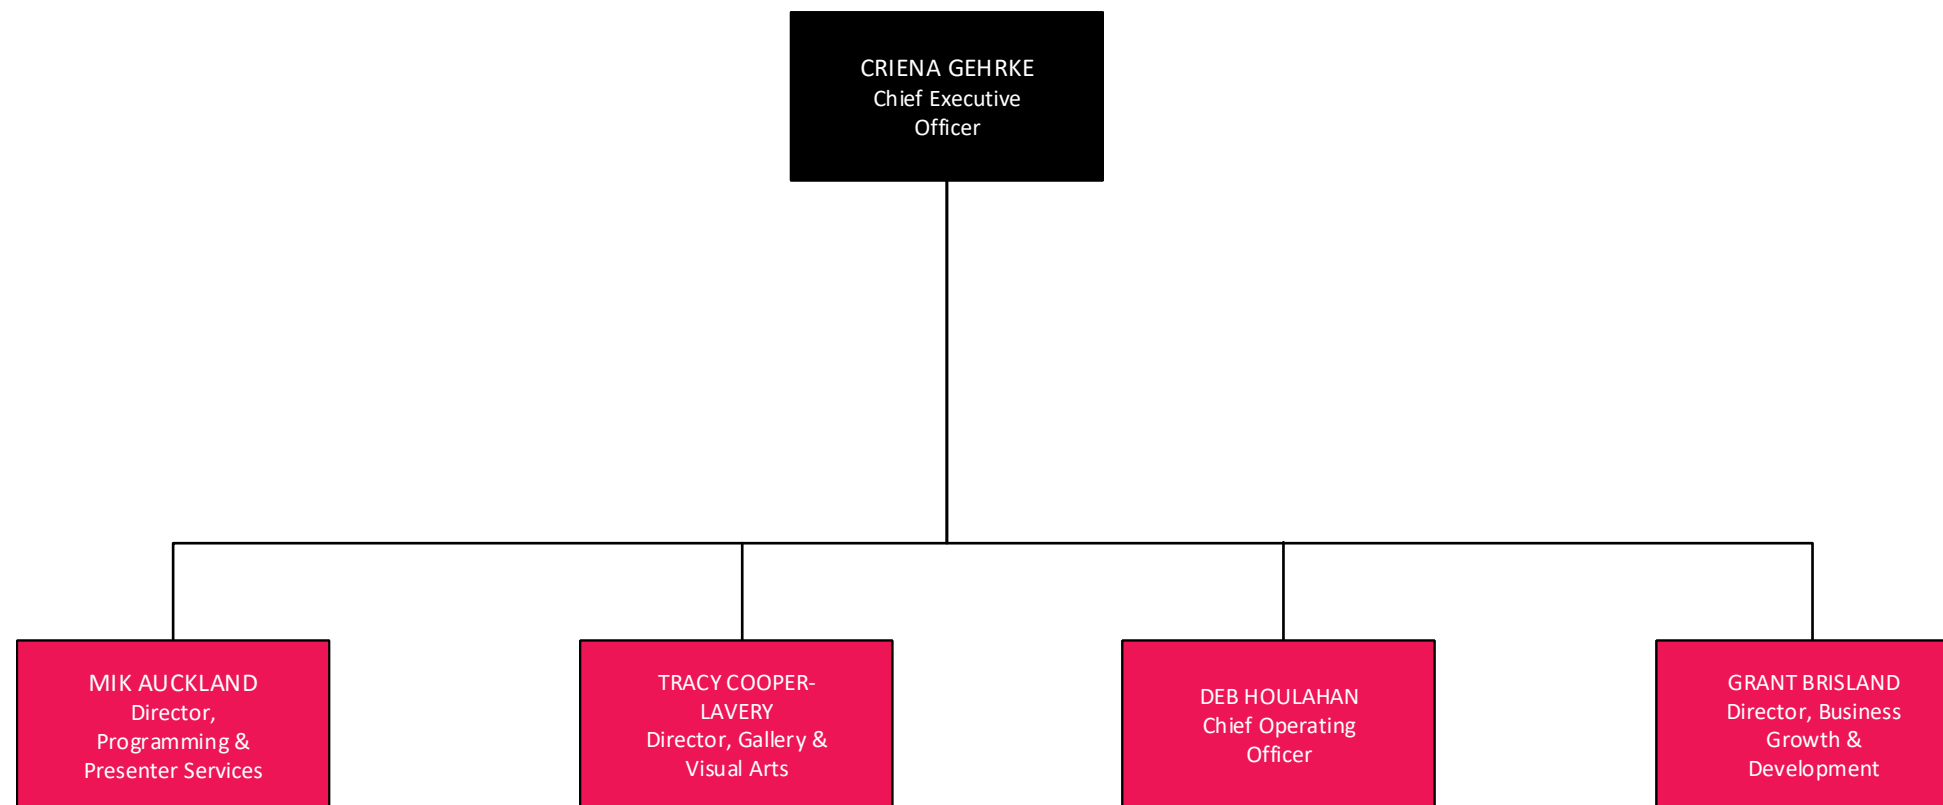 CRIENA GEHRKE
Chief Executive
Officer
MIK AUCKLAND
Director,
Programming &
Presenter Services
TRACY COOPER-
LAVERY
Director, Gallery &
Visual Arts
DEB HOULAHAN
Chief Operating
Officer
GRANT BRISLAND
Director, Business
Growth &
Development